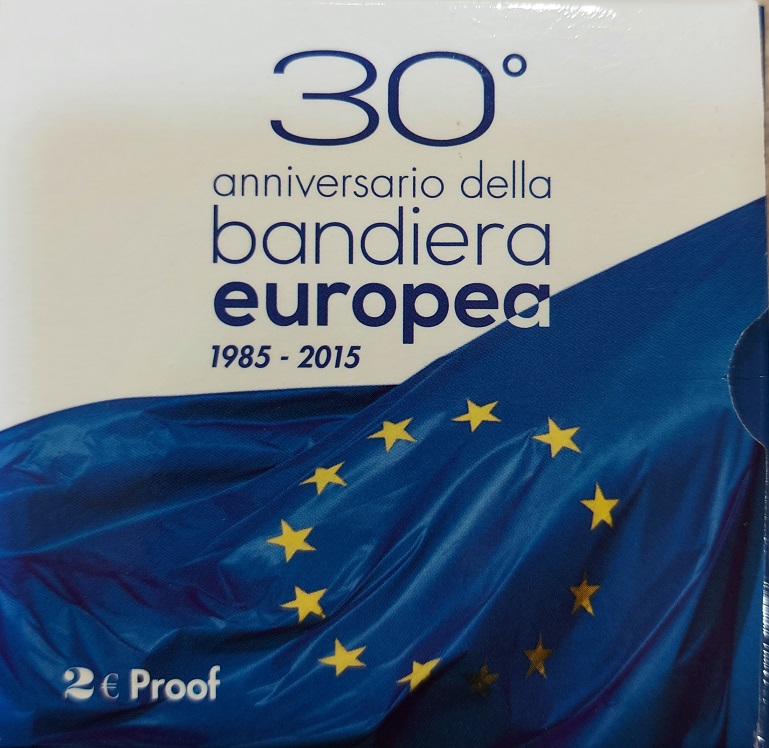 30°
anniversario della
bandiera
europea
1985 - 2015
2 € Proof